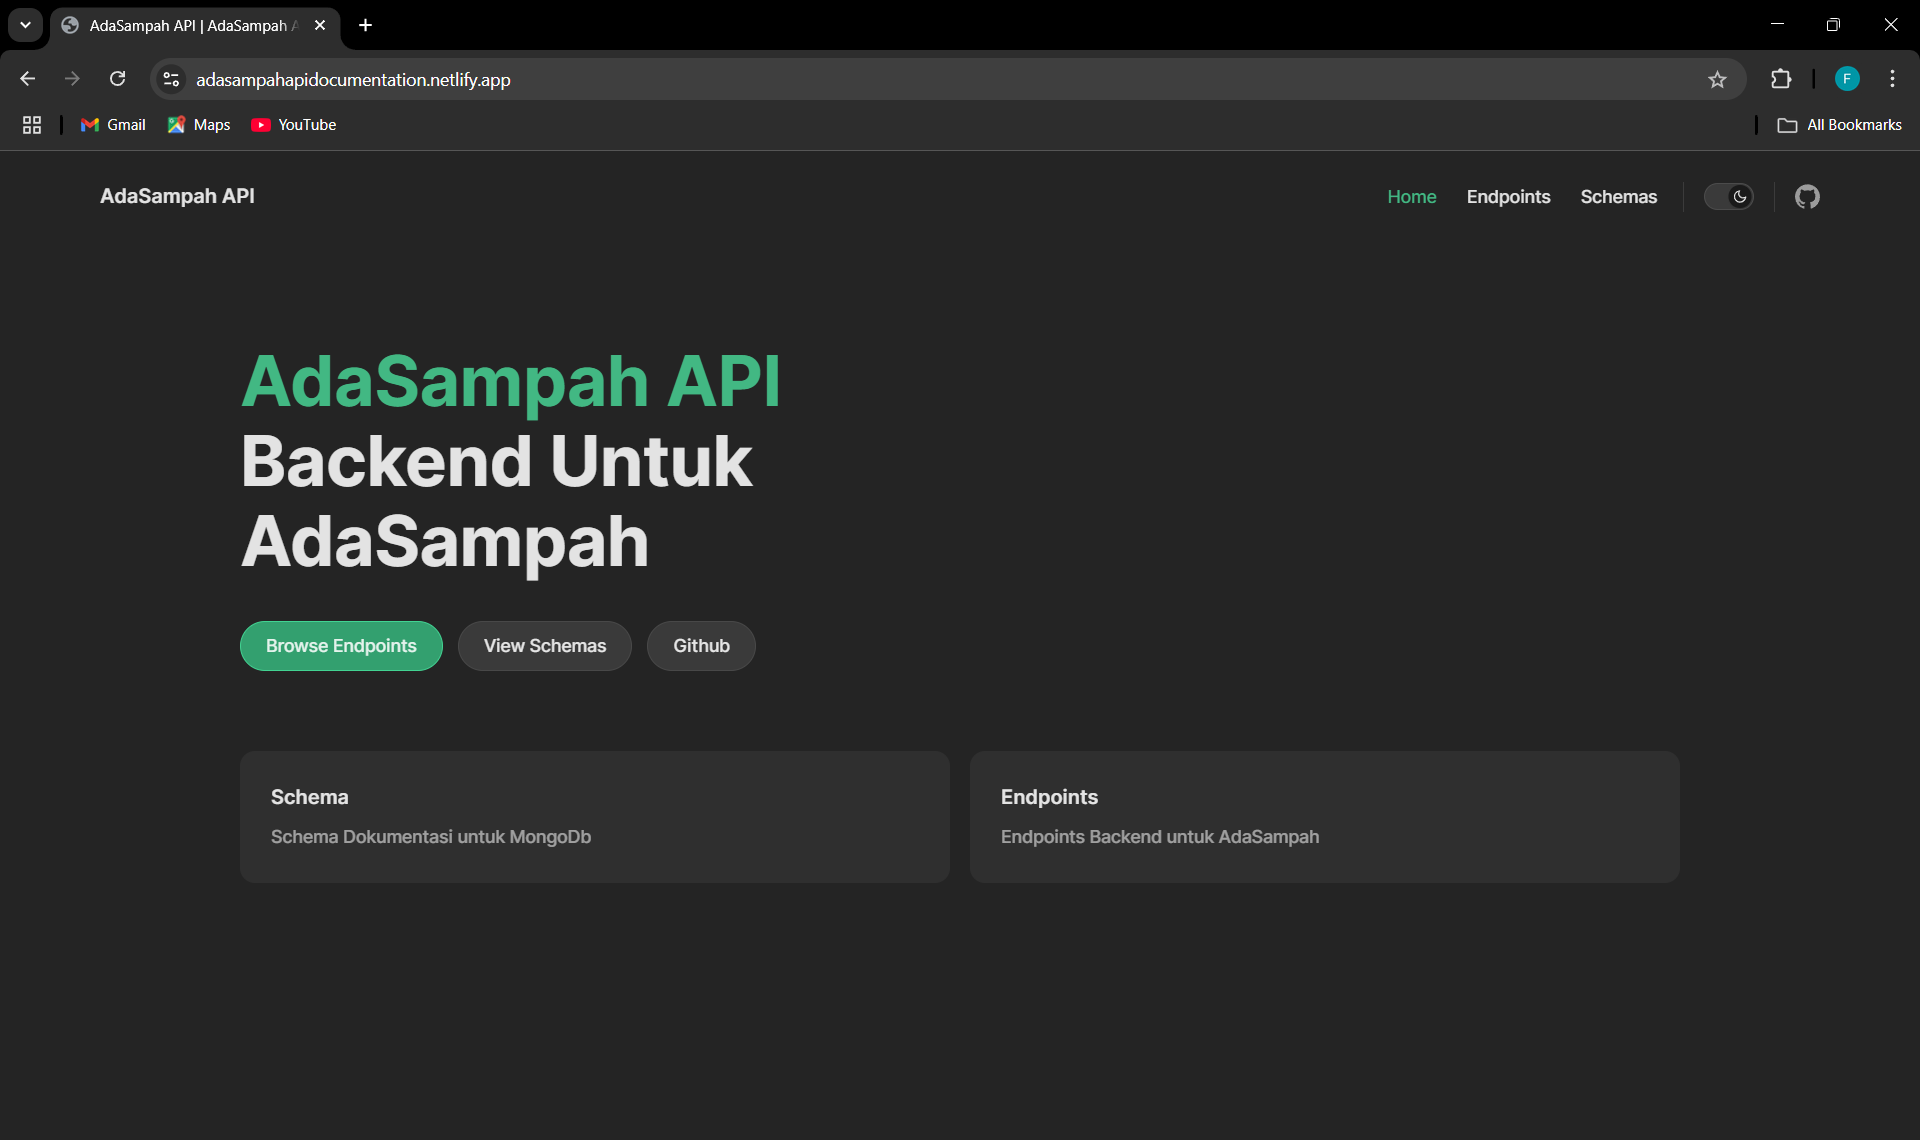 AdaSampah API | AdaSampah A
adasampahapidocumentation.netlify.app
F
Gmail
Maps
YouTube
All Bookmarks
AdaSampah API
Home
Endpoints
Schemas
AdaSampah API
Backend Untuk
AdaSampah
Browse Endpoints
View Schemas
Github
Schema
Schema Dokumentasi untuk MongoDb
Endpoints
Endpoints Backend untuk AdaSampah